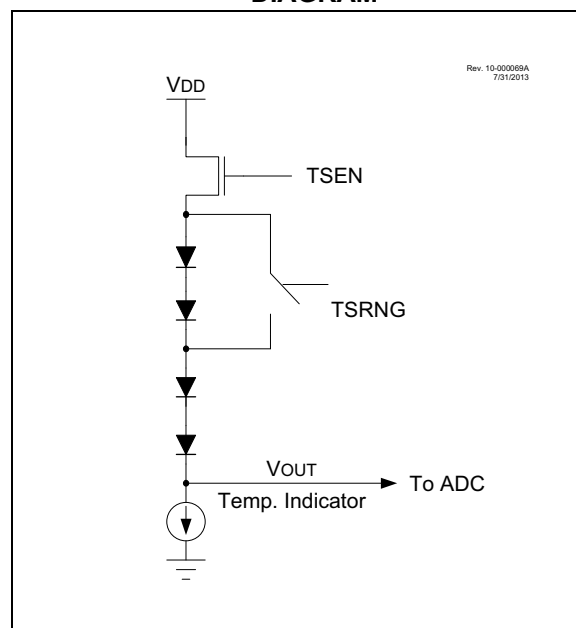 DIAGRAM
Rev. 10-000069A
7/31/2013
VDD
TSEN
TSRNG
VOUT
Temp. Indicator
To ADC